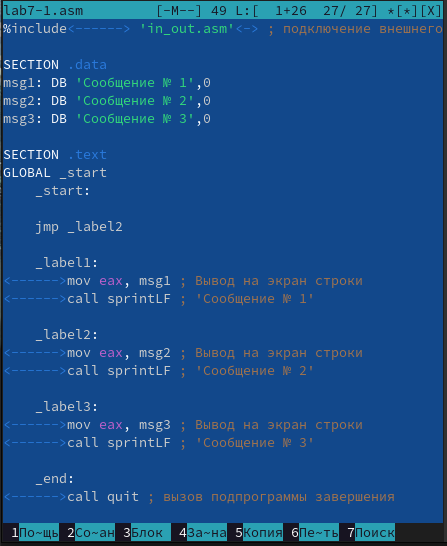 lab7-1.asm [-M--] 49 L:[ 1+26 27/ 27] *[*][X]
%include<------> 'in_out.asm'<-> ; подключение внешнего
SECTION .data
msg1: DB 'Сообщение № 1',0
msg2: DB 'Сообщение № 2',0
msg3: DB 'Сообщение № 3',0
SECTION .text
GLOBAL _start
_start:
jmp _label2
_label1:
<------>mov eax, msg1 ; Вывод на экран строки
<------>call sprintLF ; 'Сообщение № 1'
_label2:
<------>mov eax, msg2 ; Вывод на экран строки
<------>call sprintLF ; 'Сообщение № 2'
_label3:
<------>mov eax, msg3 ; Вывод на экран строки
<------>call sprintLF ; 'Сообщение № 3'
_end:
<------>call quit ; вызов подпрограммы завершения
1По~щь 2Со~ан 3Блок 4За~на 5Копия 6Пе~ть 7Поиск